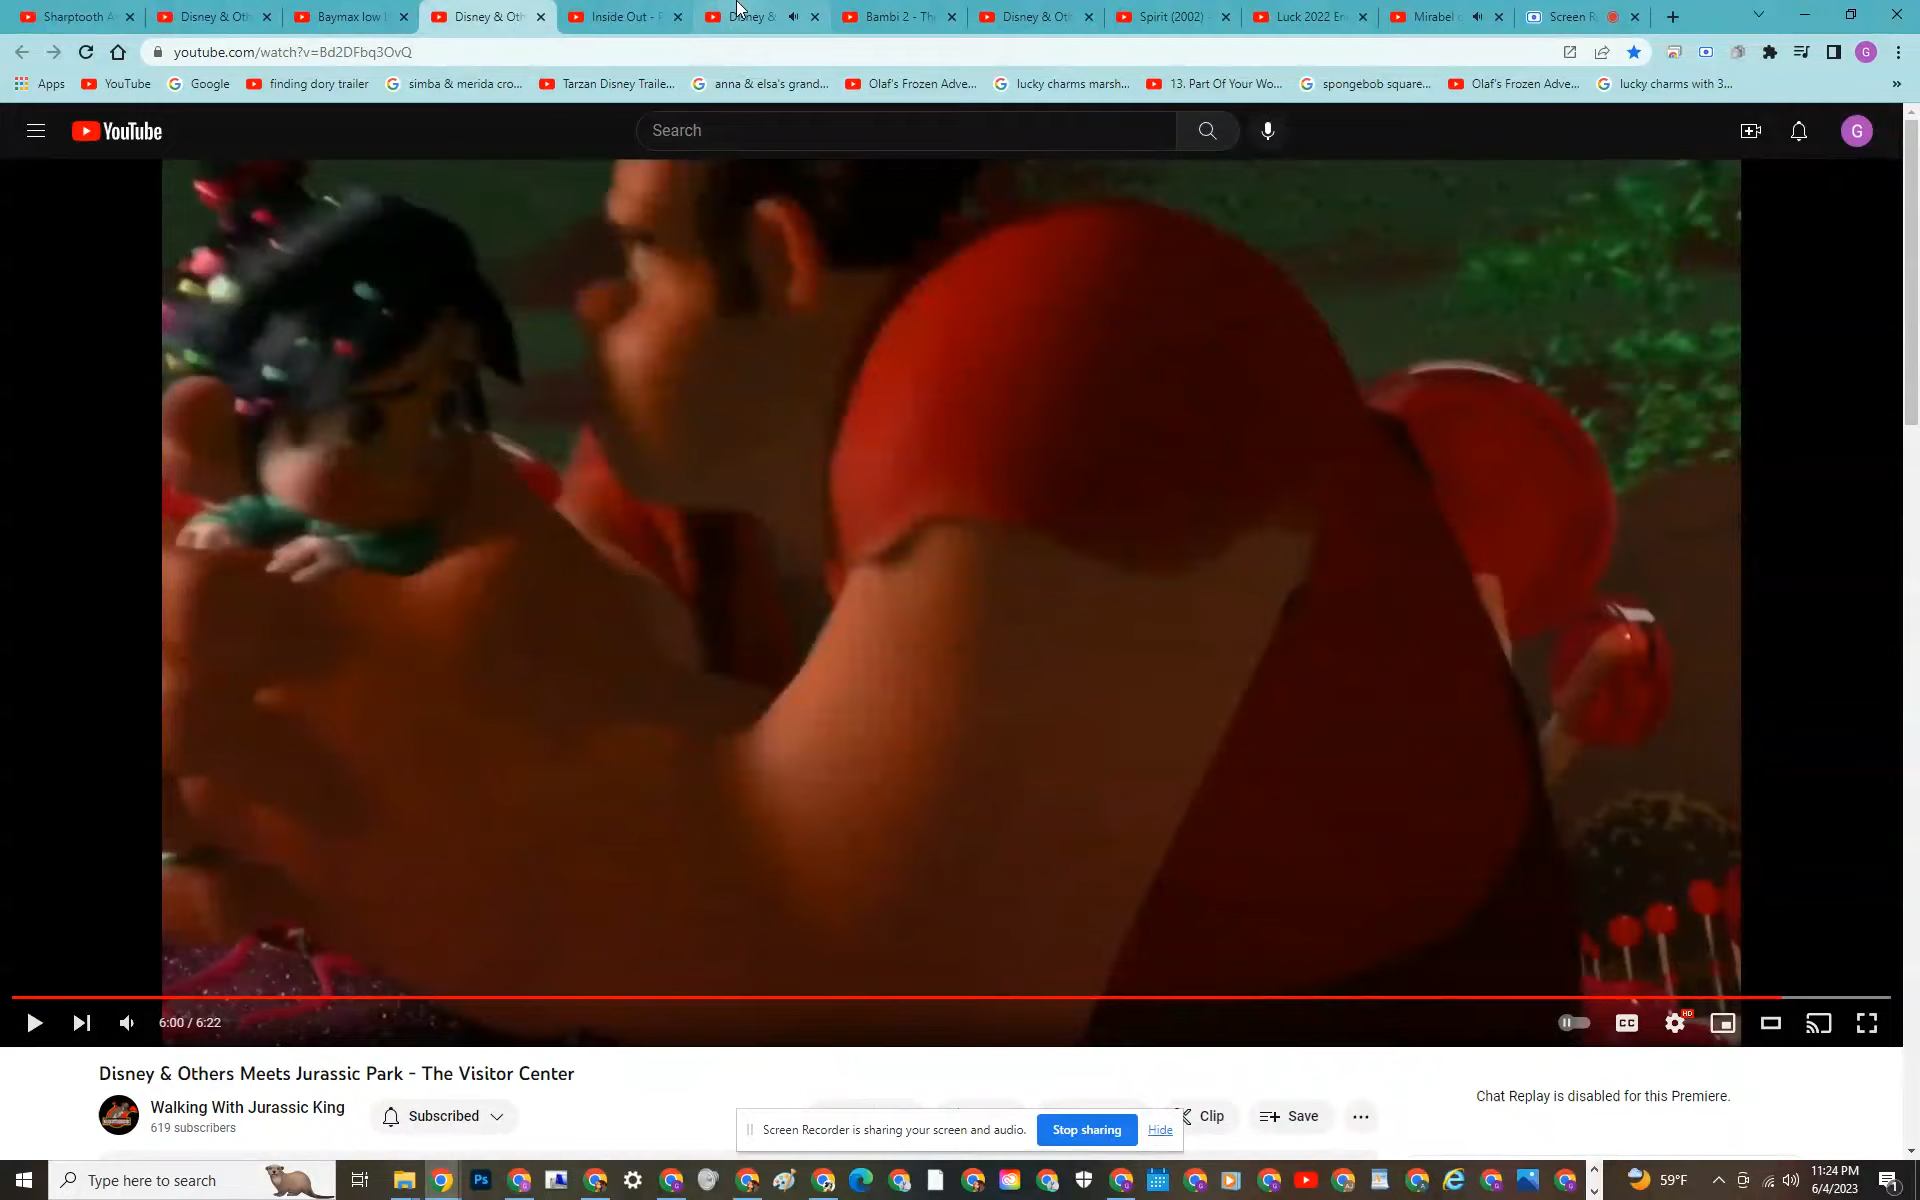 Sharptooth A
Disney & Oth
Baymax low
Disney & Oth
Inside Out - F
Disney &
Bambi 2 - Th
Disney & Oth
Spirit (2002) -
Luck 2022 En
Mirabel
Screen R
youtube.com/watch?v=Bd2DFbq3OvQ
G
Apps
YouTube
Google
finding dory trailer
simba & merida cro...
Tarzan Disney Traile...
anna & elsa's grand...
Olaf's Frozen Adve...
lucky charms marsh...
13. Part Of Your Wo...
spongebob square...
Olaf's Frozen Adve...
lucky charms with 3...
»
YouTube
Search
G
6:00 / 6:22
CC
HD
Disney & Others Meets Jurassic Park - The Visitor Center
Walking With Jurassic King
619 subscribers
Subscribed
Clip
Save
Chat Replay is disabled for this Premiere.
Screen Recorder is sharing your screen and audio.
Stop sharing
Hide
Type here to search
Ps
59°F
11:24 PM
6/4/2023